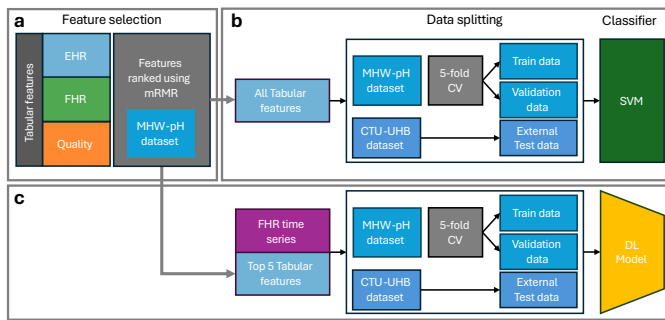 a
Feature selection
Tabular features
EHR
FHR
Quality
Features
ranked using
mRMR
MHW-pH
dataset
b
Data splitting
Classifier
All Tabular
features
MHW-pH
dataset
5-fold
CV
Train data
Validation
data
CTU-UHB
dataset
External
Test data
SVM
c
FHR time
series
Top 5 Tabular
features
MHW-pH
dataset
5-fold
CV
Train data
Validation
data
CTU-UHB
dataset
External
Test data
DL
Model